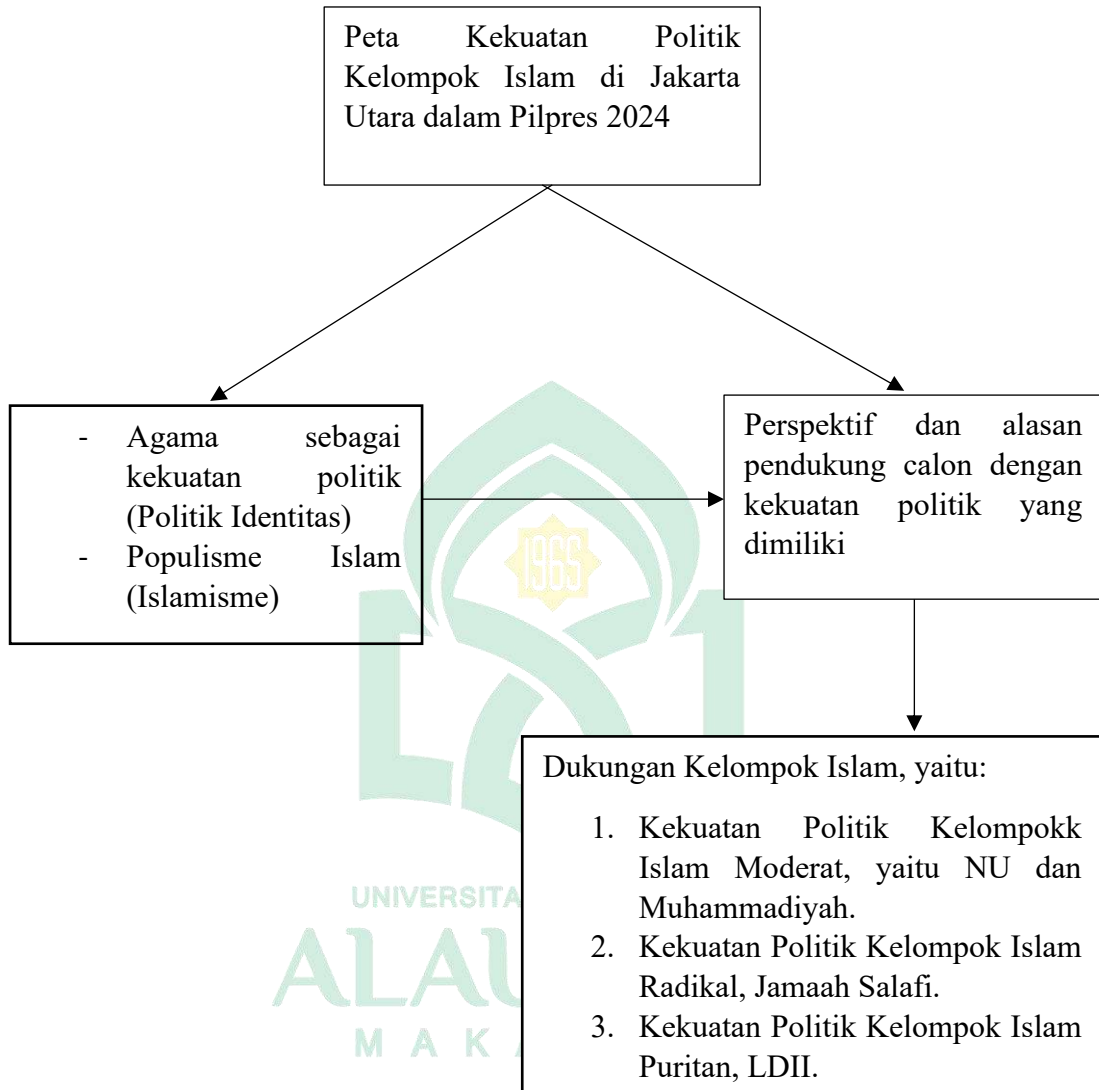 Peta Kekuatan Politik
Kelompok Islam di Jakarta
Utara dalam Pilpres 2024
- Agama sebagai
kekuatan politik
(Politik Identitas)
- Populisme Islam
(Islamisme)
Perspektif dan alasan
pendukung calon dengan
kekuatan politik yang
dimiliki
1965
Dukungan Kelompok Islam, yaitu:
1. Kekuatan Politik Kelompokk
Islam Moderat, yaitu NU dan
Muhammadiyah.
2. Kekuatan Politik Kelompok Islam
Radikal, Jamaah Salafi.
3. Kekuatan Politik Kelompok Islam
Puritan, LDII.
UNIVERSITA
ALAU
M A K A